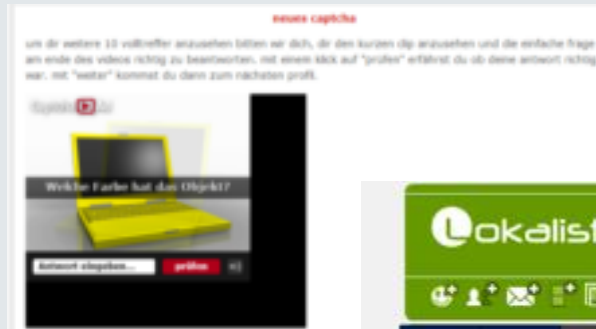 neues captcha
um dir weitere 10 volltreffer anzusehen bitten wir dich, dir den kurzen clip anzusehen und die einfache frage
am ende des videos richtig zu beantworten. mit einem klick auf "prüfen" erfährst du ob deine antwort richtig
war. mit "weiter" kommst du dann zum nächsten profil.
Welche Farbe hat das Objekt?
Antwort eingeben... prüfen
Lokalist